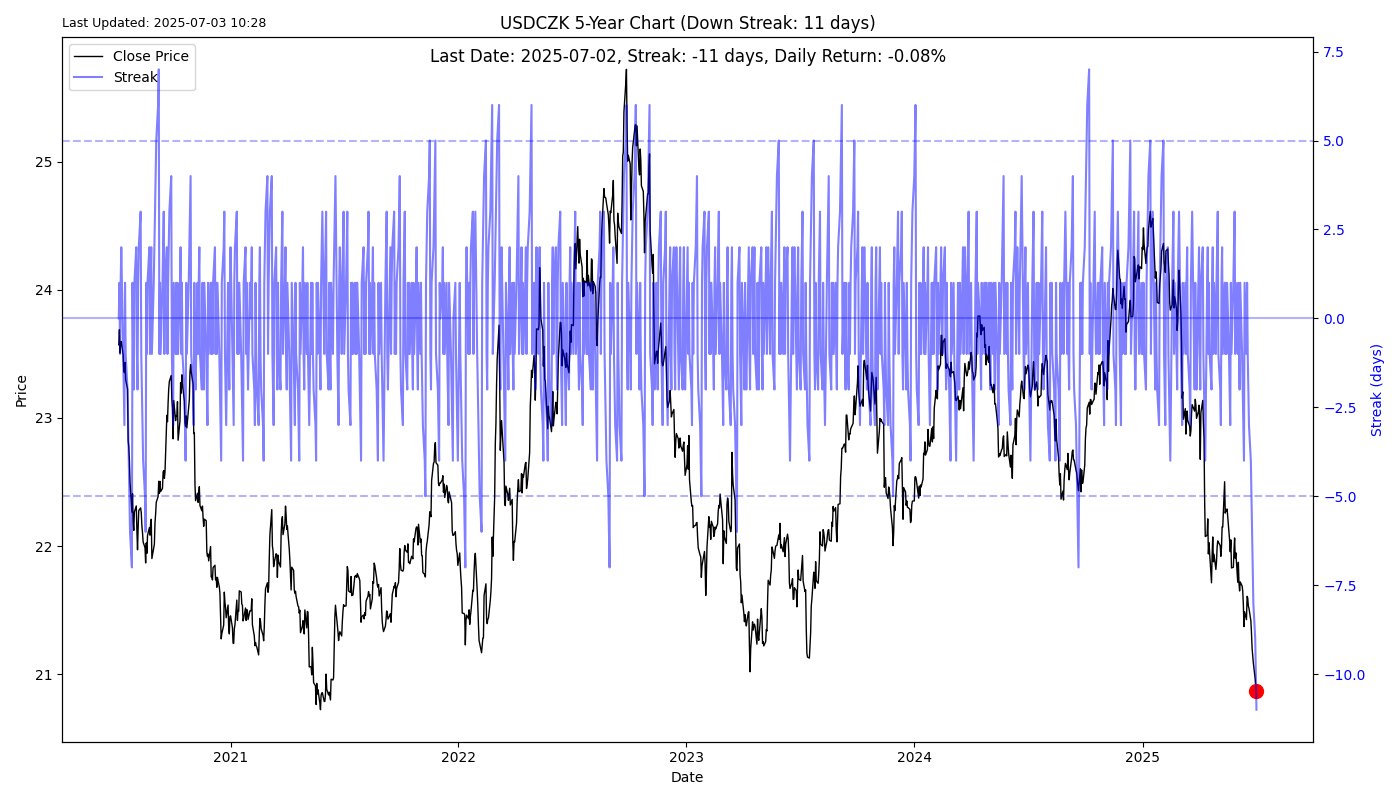 Last Updated: 2025-07-03 10:28
USDCZK 5-Year Chart (Down Streak: 11 days)
Last Date: 2025-07-02, Streak: -11 days, Daily Return: -0.08%
Close Price
Streak
Price
25
24
23
22
21
7.5
5.0
2.5
0.0
−2.5
−5.0
−7.5
−10.0
Streak (days)
2021
2022
2023
2024
2025
Date